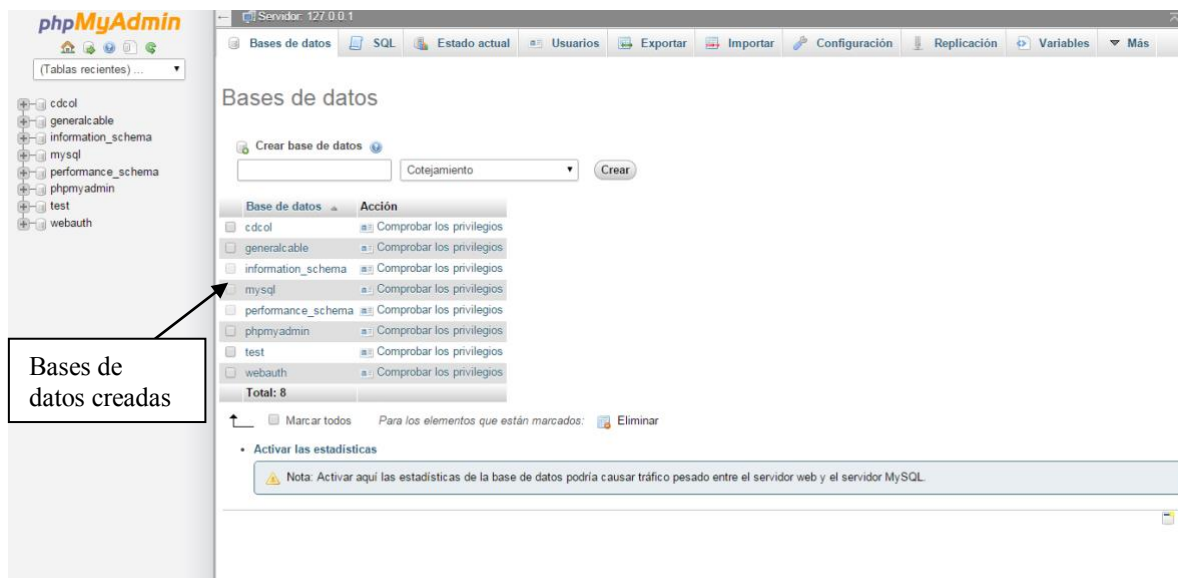 phpMyAdmin
(Tablas recientes) ...
cdcol
generalcable
information_schema
mysql
performance_schema
phpmyadmin
test
webauth
Servidor: 127.0.0.1
Bases de datos SQL Estado actual Usuarios Exportar Importar Configuración Replicación Variables Más
Bases de datos
Crear base de datos
Cotejamiento Crear
Base de datos Acción
cdcol Comprobar los privilegios
generalcable Comprobar los privilegios
information_schema Comprobar los privilegios
mysql Comprobar los privilegios
performance_schema Comprobar los privilegios
phpmyadmin Comprobar los privilegios
test Comprobar los privilegios
webauth Comprobar los privilegios
Total: 8
Marcar todos Para los elementos que están marcados: Eliminar
Activar las estadísticas
Nota: Activar aquí las estadísticas de la base de datos podría causar tráfico pesado entre el servidor web y el servidor MySQL.
Bases de
datos creadas